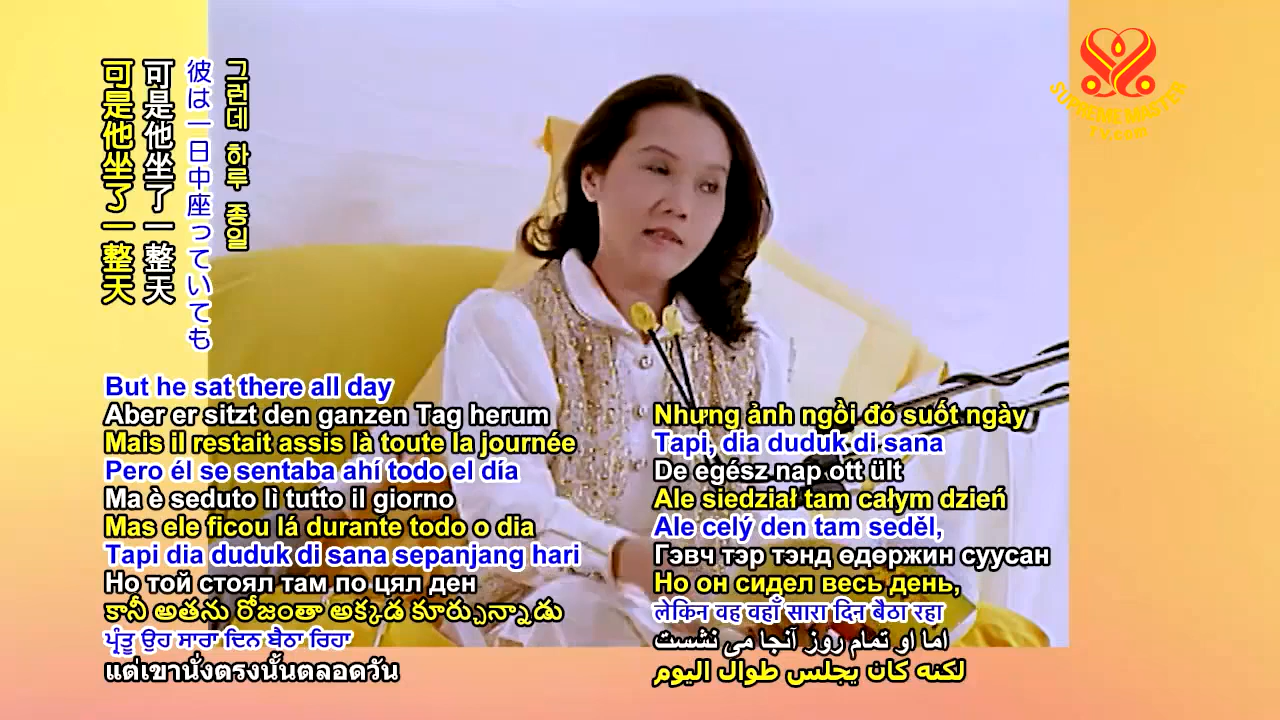 可是他坐了一整天
可是他坐了一整天
彼は一日中座っていても
그런데 하루 종일
SUPREME MASTER
TV.com
But he sat there all day
Aber er sitzt den ganzen Tag herum
Mais il restait assis là toute la journée
Pero él se sentaba ahí todo el día
Ma è seduto lì tutto il giorno
Mas ele ficou lá durante todo o dia
Tapi dia duduk di sana sepanjang hari
Но той стоял там по цял ден
కానీ అతను రోజంతా అక్కడ కూర్చున్నాడు
ਪ੍ਰੰਤੂ ਉਹ ਸਾਰਾ ਦਿਨ ਬੈਠਾ ਰਿਹਾ
แต่เขานั่งตรงนั้นตลอดวัน
Nhưng ảnh ngồi đó suốt ngày
Tapi, dia duduk di sana
De egész nap ott ült
Ale siedział tam całym dzień
Ale celý den tam seděl,
Гэвч тэр тэнд өдөржин суусан
Но он сидел весь день,
लेकिन वह वहाँ सारा दिन बैठा रहा
اما او تمام روز آنجا می نشست
لكنه كان يجلس طوال اليوم